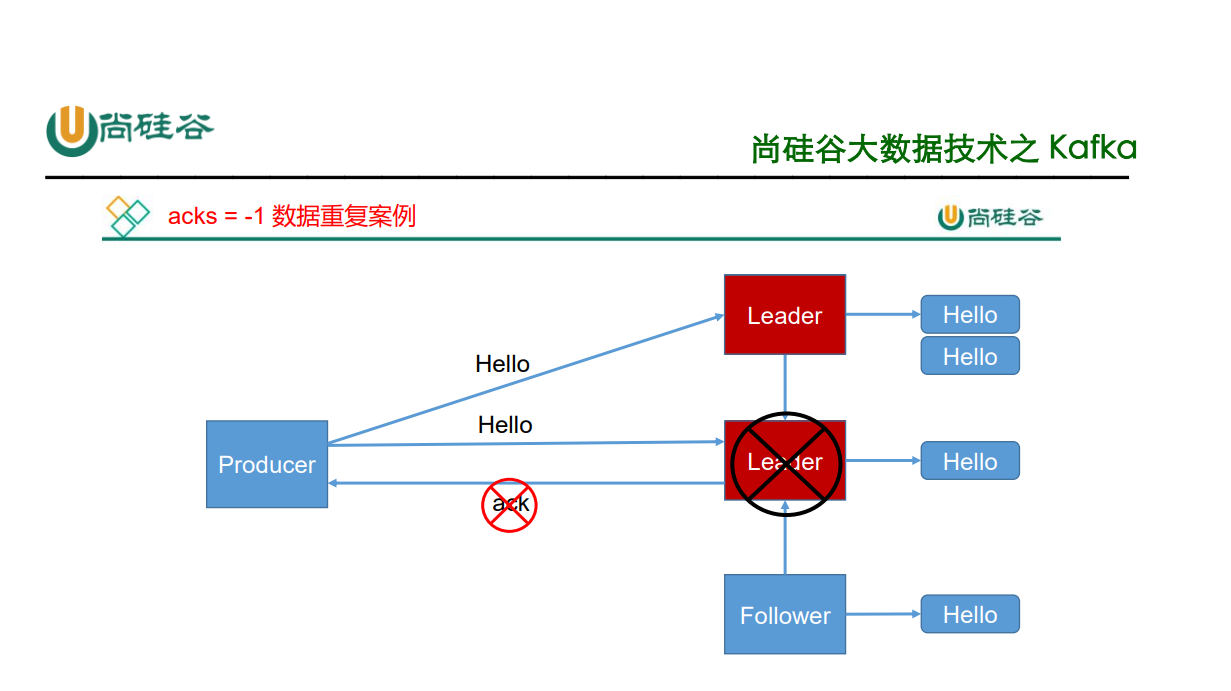 尚硅谷
尚硅谷大数据技术之 Kafka
acks = -1 数据重复案例
尚硅谷
Leader
Hello
Hello
Hello
Hello
Producer
Leader
Hello
ack
Follower
Hello